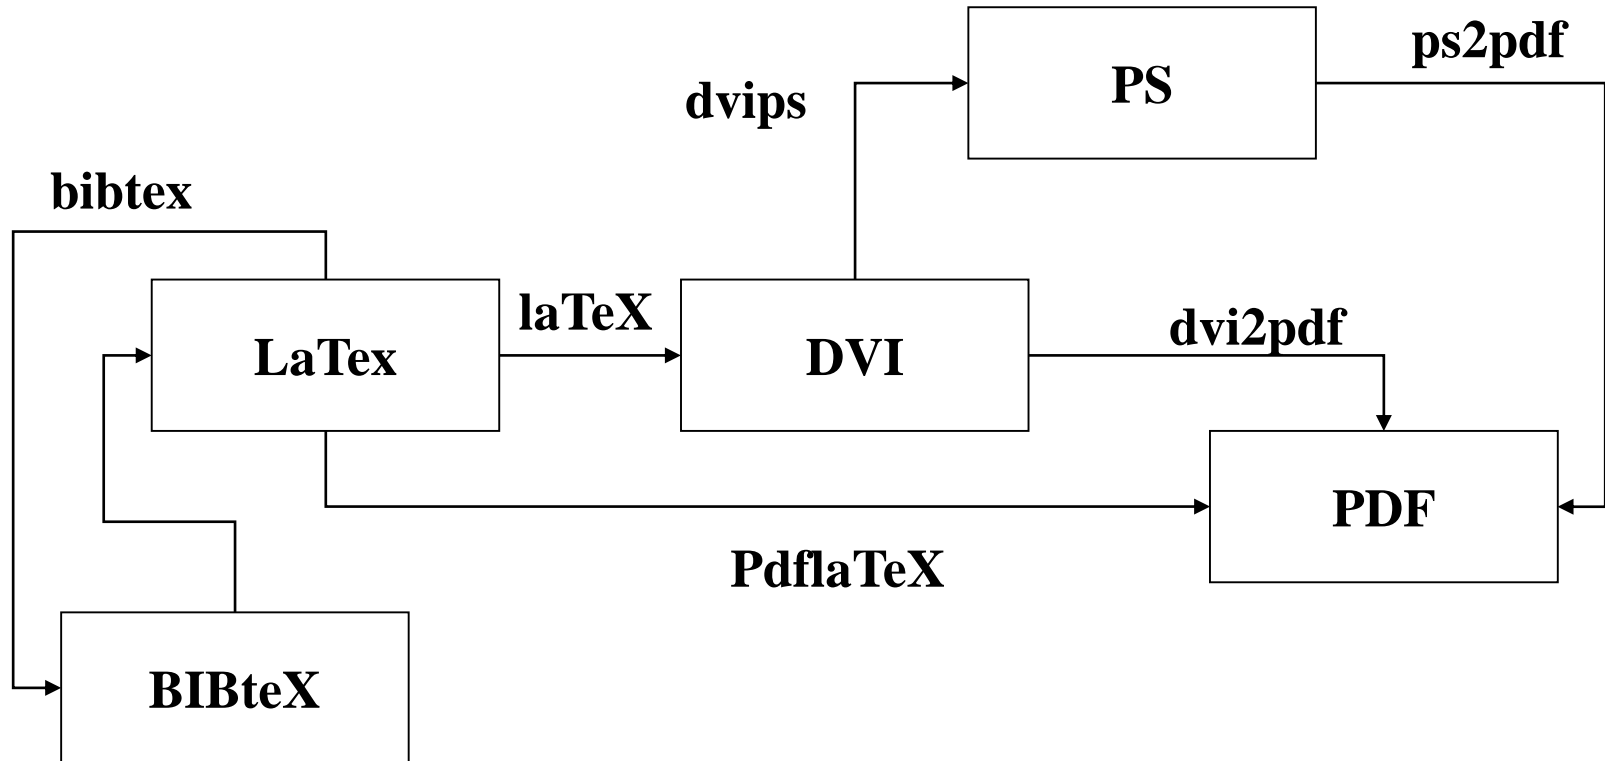 ps2pdf
PS
dvips
bibtex
laTeX
dvi2pdf
LaTex
DVI
PDF
PdflaTeX
BIBteX